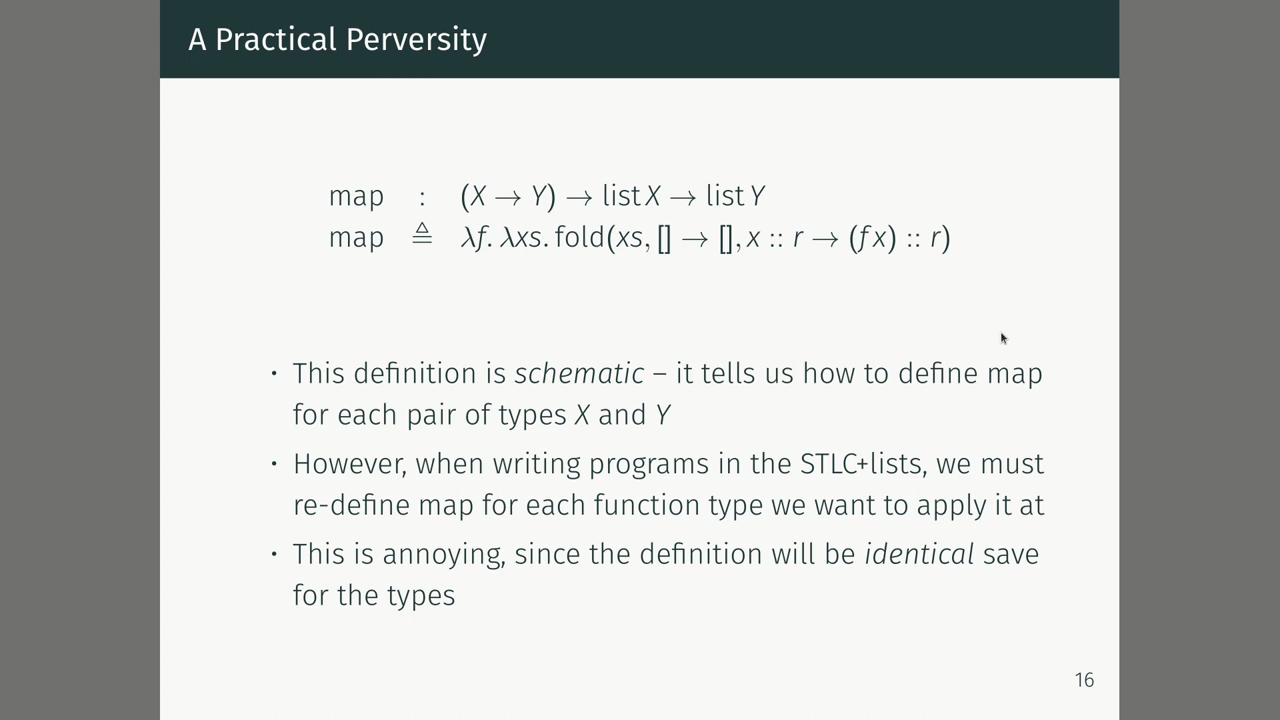 A Practical Perversity
map : (X → Y) → list X → list Y
map ≜ λf. λxs. fold(xs, [] → [], x :: r → (f x) :: r)
• This definition is schematic – it tells us how to define map
for each pair of types X and Y
• However, when writing programs in the STLC+lists, we must
re-define map for each function type we want to apply it at
• This is annoying, since the definition will be identical save
for the types
16